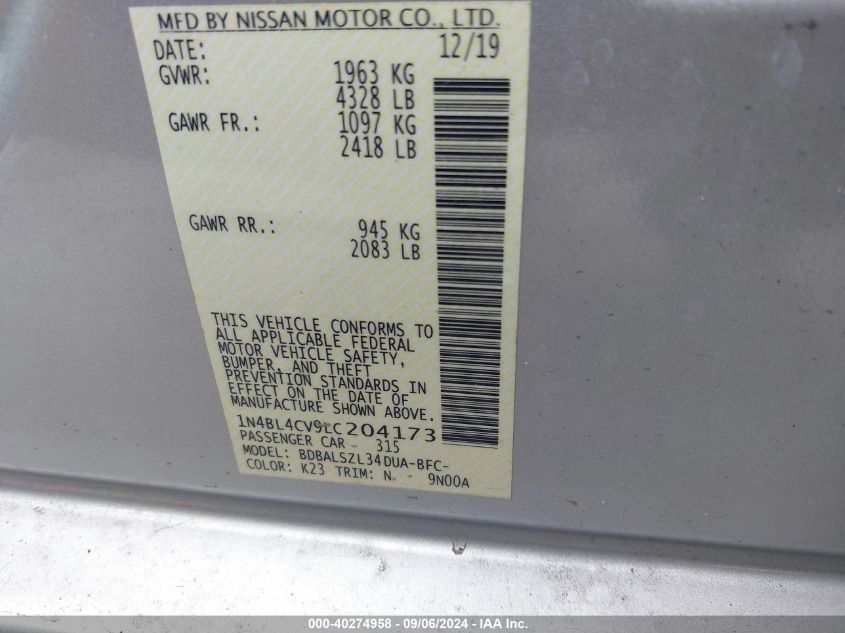 MFD BY NISSAN MOTOR CO., LTD.
DATE: 12/19
GVWR: 1963 KG
4328 LB
GAWR FR.: 1097 KG
2418 LB
GAWR RR.: 945 KG
2083 LB
THIS VEHICLE CONFORMS TO
ALL APPLICABLE FEDERAL
MOTOR VEHICLE SAFETY,
BUMPER, AND THEFT
PREVENTION STANDARDS IN
EFFECT ON THE DATE OF
MANUFACTURE SHOWN ABOVE.
1N4BL4CV9LC204173
PASSENGER CAR - 315
MODEL: BDBALSZL34DUA-BFC-
COLOR: K23 TRIM: N - 9N00A
000-40274958 - 09/06/2024 - IAA Inc.